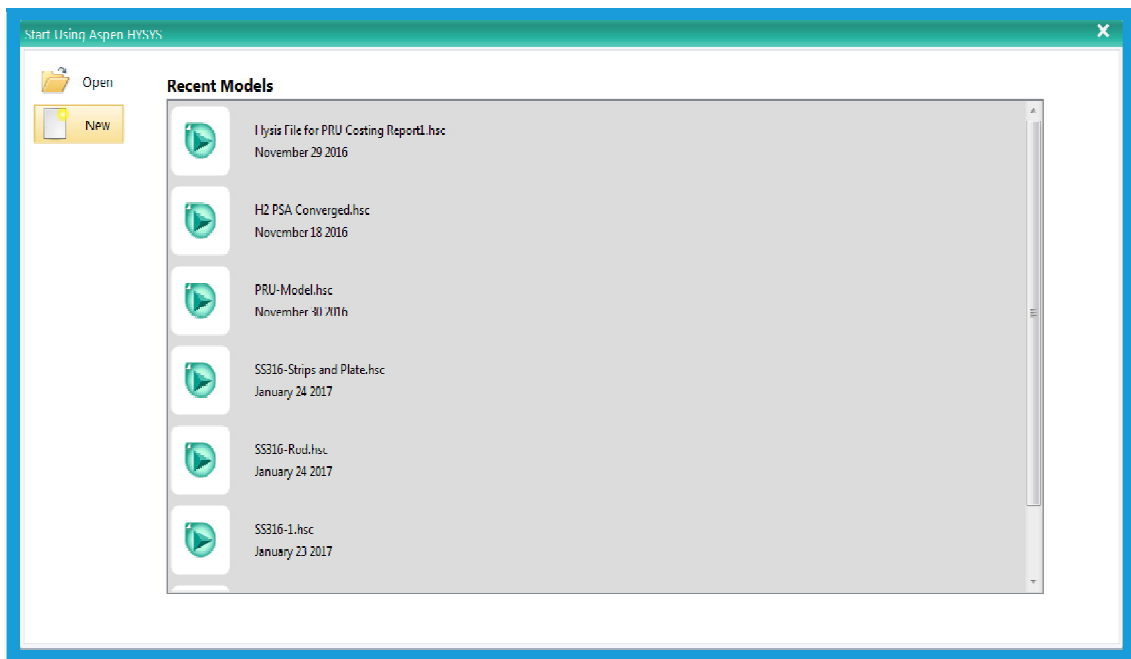 Start Using Aspen HYSYS
Open
New
Recent Models
Hysis File for PRU Costing Report1.hsc
November 29 2016
H2 PSA Converged.hsc
November 18 2016
PRU-Model.hsc
November 30 2016
SS316-Strips and Plate.hsc
January 24 2017
SS316-Rod.hsc
January 24 2017
SS316-1.hsc
January 23 2017